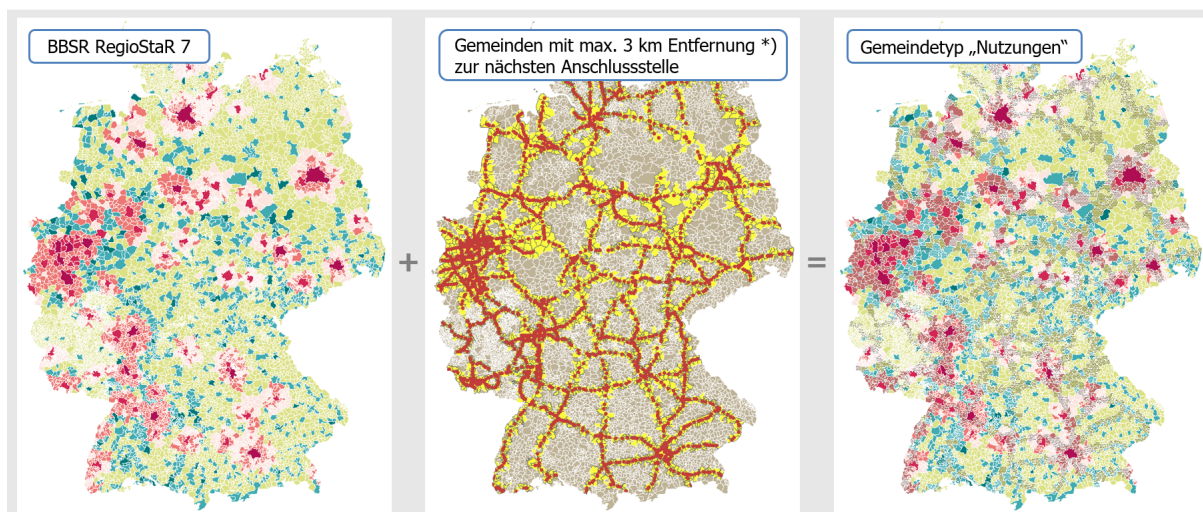 BBSR RegioStaR 7
Gemeinden mit max. 3 km Entfernung *)
zur nächsten Anschlussstelle
Gemeindetyp „Nutzungen“
+
=